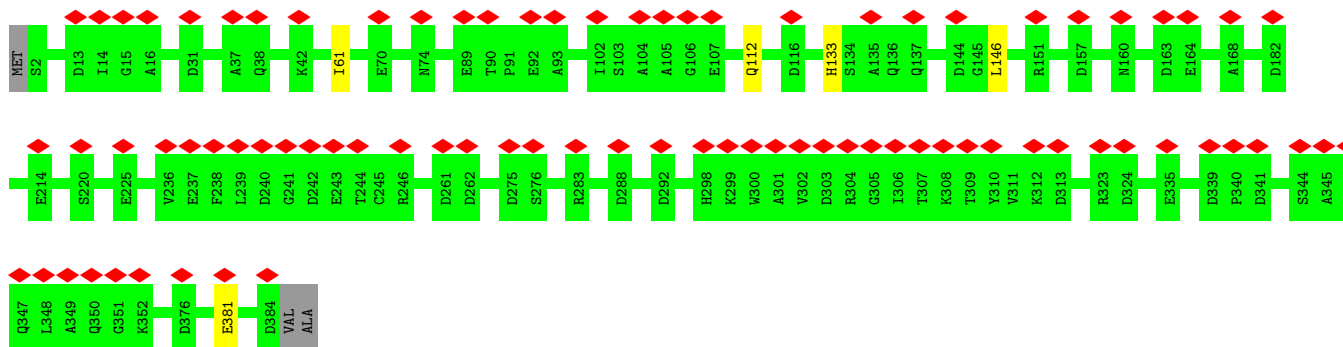 MET S2 D13 I14 G15 A16 D31 A37 Q38 K42 I61 E70 N74 E89 T90 P91 E92 A93 I102 S103 A104 A105 G106 E107 Q112 D116 H133 S134 A135 Q136 Q137 D144 G145 L146 R151 D157 N160 D163 E164 A168 D182
E214 S220 E225 V236 E237 F238 L239 D240 G241 D242 E243 T244 C245 R246 D261 D262 D275 S276 R283 D288 D292 H298 K299 W300 A301 V302 D303 R304 G305 I306 T307 K308 T309 Y310 V311 K312 D313 R323 D324 E335 D339 P340 D341 S344 A345
Q347 L348 A349 Q350 G351 K352 D376 E381 D384 VAL ALA